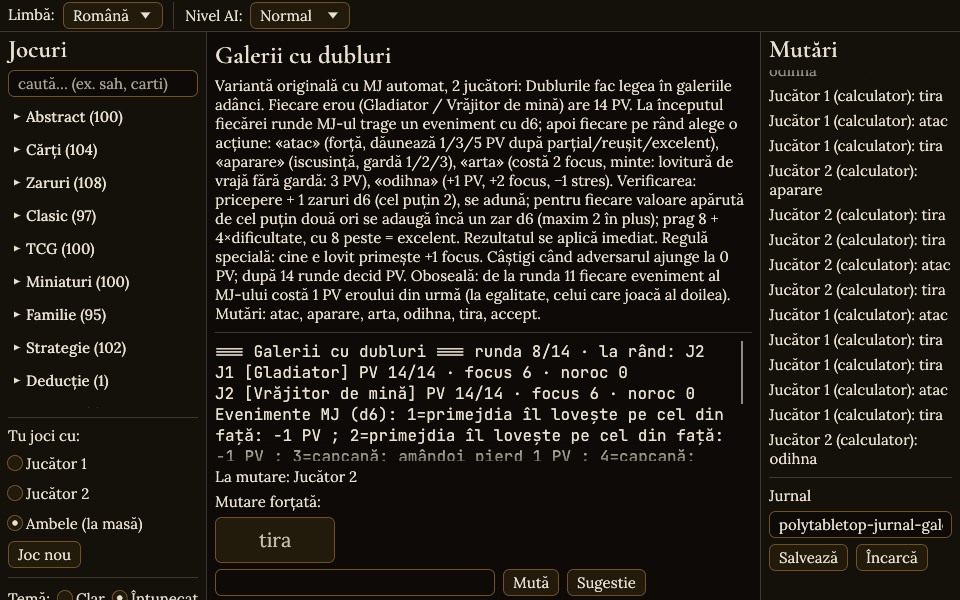 Limbă: Română ▼ Nivel AI: Normal ▼
Jocuri
caută... (ex. sah, carti)
▸ Abstract (100)
▸ Cărți (104)
▸ Zaruri (108)
▸ Clasic (97)
▸ TCG (100)
▸ Miniaturi (100)
▸ Familie (95)
▸ Strategie (102)
▸ Deducție (1)
Tu joci cu:
Jucător 1
Jucător 2
Ambele (la masă)
Joc nou
Temă: Clar Întunecat
Galerii cu dubluri
Variantă originală cu MJ automat, 2 jucători: Dublurile fac legea în galeriile
adânci. Fiecare erou (Gladiator / Vrăjitor de mină) are 14 PV. La începutul
fiecărei runde MJ-ul trage un eveniment cu d6; apoi fiecare pe rând alege o
acțiune: «atac» (forță, dăunează 1/3/5 PV după parțial/reușit/excelent),
«aparare» (iscusință, gardă 1/2/3), «arta» (costă 2 focus, minte: lovitură de
vrajă fără gardă: 3 PV), «odihna» (+1 PV, +2 focus, −1 stres). Verificarea:
pricepere + 1 zaruri d6 (cel puțin 2), se adună; pentru fiecare valoare apărută
de cel puțin două ori se adaugă încă un zar d6 (maxim 2 în plus); prag 8 +
4×dificultate, cu 8 peste = excelent. Rezultatul se aplică imediat. Regulă
specială: cine e lovit primește +1 focus. Câștigi când adversarul ajunge la 0
PV; după 14 runde decid PV. Oboseală: de la runda 11 fiecare eveniment al
MJ-ului costă 1 PV eroului din urmă (la egalitate, celui care joacă al doilea).
Mutări: atac, aparare, arta, odihna, tira, accept.
═══ Galerii cu dubluri ═══ runda 8/14 · la rând: J2
J1 [Gladiator] PV 14/14 · focus 6 · noroc 0
J2 [Vrăjitor de mină] PV 14/14 · focus 6 · noroc 0
Evenimente MJ (d6): 1=primejdia îl lovește pe cel din
față: -1 PV ; 2=primejdia îl lovește pe cel din față:
-1 PV ; 3=capcană: amândoi pierd 1 PV ; 4=capcană:
La mutare: Jucător 2
Mutare forțată:
tira
Mută Sugestie
Mutări
odihna
Jucător 1 (calculator): tira
Jucător 1 (calculator): atac
Jucător 1 (calculator): tira
Jucător 2 (calculator):
aparare
Jucător 2 (calculator): tira
Jucător 2 (calculator): tira
Jucător 2 (calculator): atac
Jucător 2 (calculator): tira
Jucător 1 (calculator): atac
Jucător 1 (calculator): tira
Jucător 1 (calculator): tira
Jucător 1 (calculator): atac
Jucător 1 (calculator): tira
Jucător 2 (calculator):
odihna
Jurnal
polytabletop-jurnal-gal
Salvează Încarcă